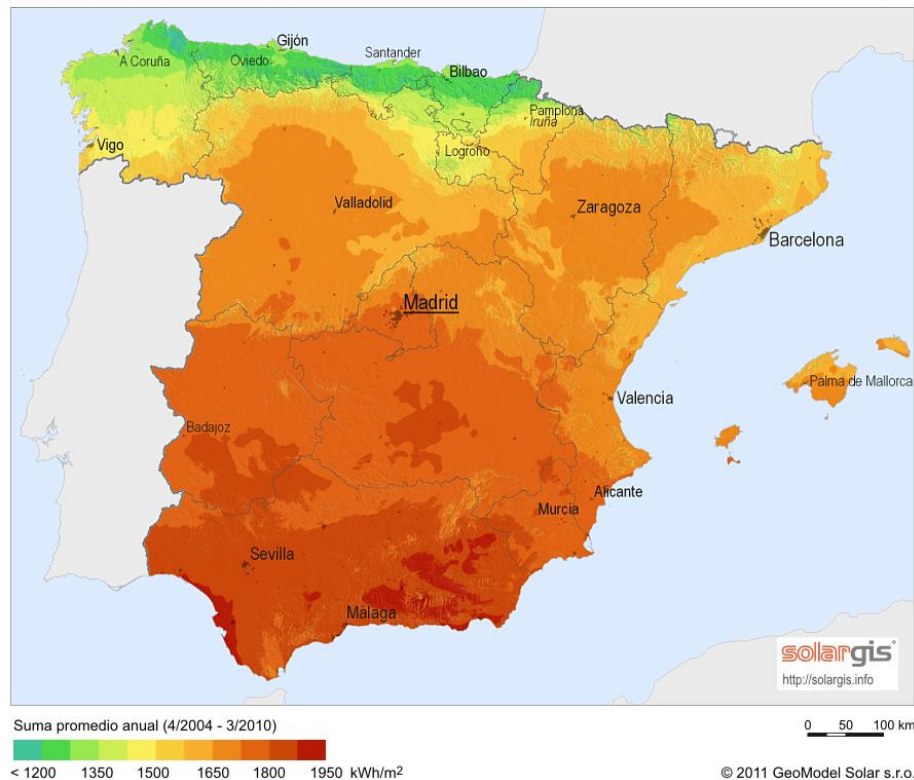 Gijón
Santander
A Coruña
Oviedo
Bilbao
Pamplona
Iruña
Vigo
Logroño
Valladolid
Zaragoza
Barcelona
Madrid
Palma de Mallorca
Valencia
Badajoz
Alicante
Murcia
Sevilla
Málaga
solargis
http://solargis.info
Suma promedio anual (4/2004 - 3/2010)
0 50 100 km
< 1200 1350 1500 1650 1800 1950 kWh/m²
© 2011 GeoModel Solar s.r.o.